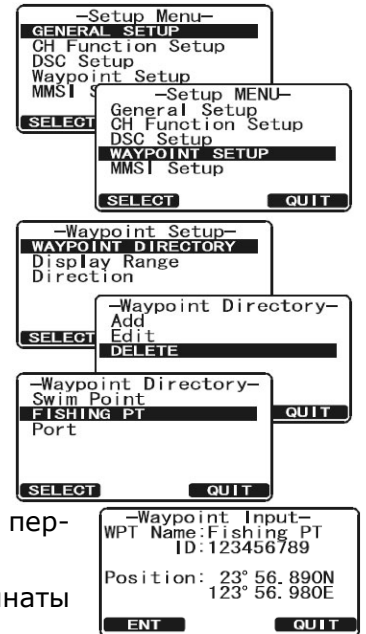 —Setup Menu—
GENERAL SETUP
CH Function Setup
DSC Setup
Waypoint Setup
MMSI
SELECT
—Setup MENU—
General Setup
CH Function Setup
DSC Setup
WAYPOINT SETUP
MMSI Setup
SELECT QUIT
—Waypoint Setup—
WAYPOINT DIRECTORY
Display Range
Direction
SELECT
—Waypoint Directory—
Add
Edit
DELETE
QUIT
—Waypoint Directory—
Swim Point
FISHING PT
Port
SELECT QUIT
пер-
—Waypoint Input—
WPT Name:Fishing PT
ID:123456789
Position: 23°56.890N
123°56.980E
ENT QUIT